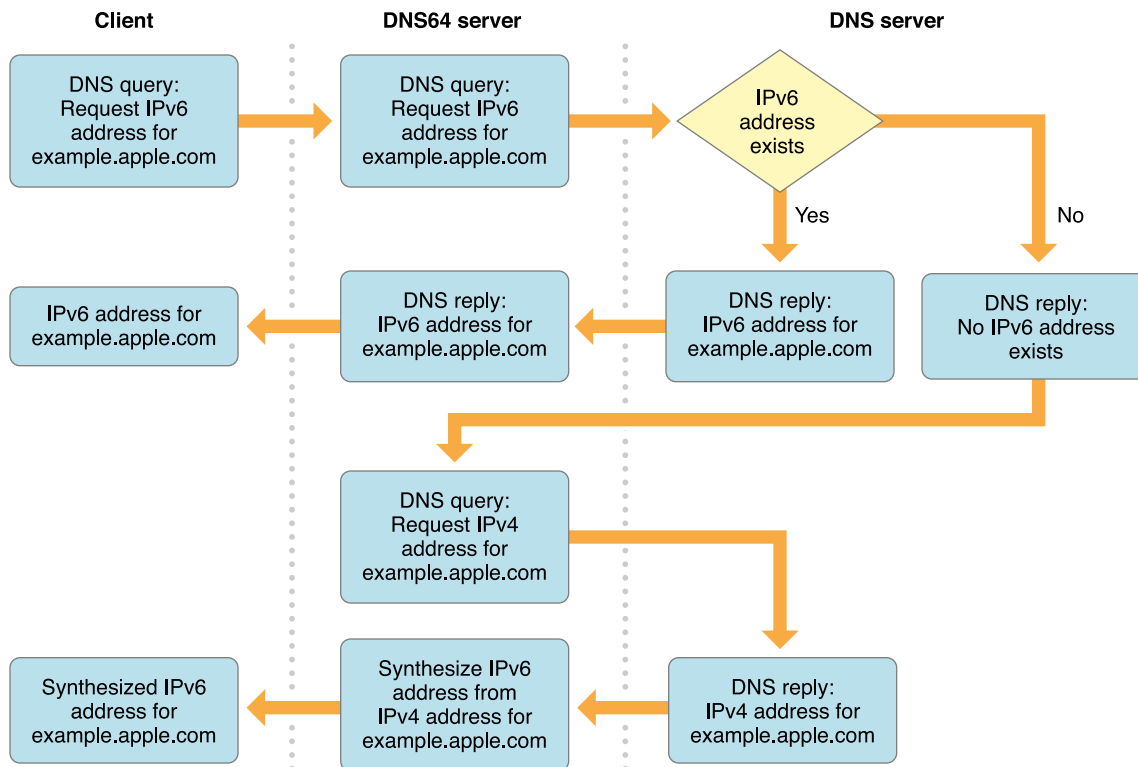 Client
DNS64 server
DNS server
DNS query:
Request IPv6
address for
example.apple.com
DNS query:
Request IPv6
address for
example.apple.com
IPv6
address
exists
Yes
No
IPv6 address for
example.apple.com
DNS reply:
IPv6 address for
example.apple.com
DNS reply:
IPv6 address for
example.apple.com
DNS reply:
No IPv6 address
exists
DNS query:
Request IPv4
address for
example.apple.com
Synthesized IPv6
address for
example.apple.com
Synthesize IPv6
address from
IPv4 address for
example.apple.com
DNS reply:
IPv4 address for
example.apple.com